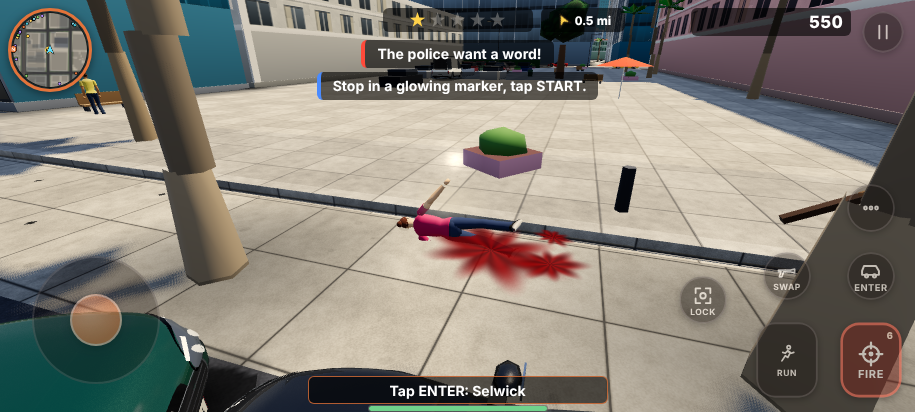 0.5 mi
550
The police want a word!
Stop in a glowing marker, tap START.
SWAP
ENTER
LOCK
6
RUN
FIRE
Tap ENTER: Selwick